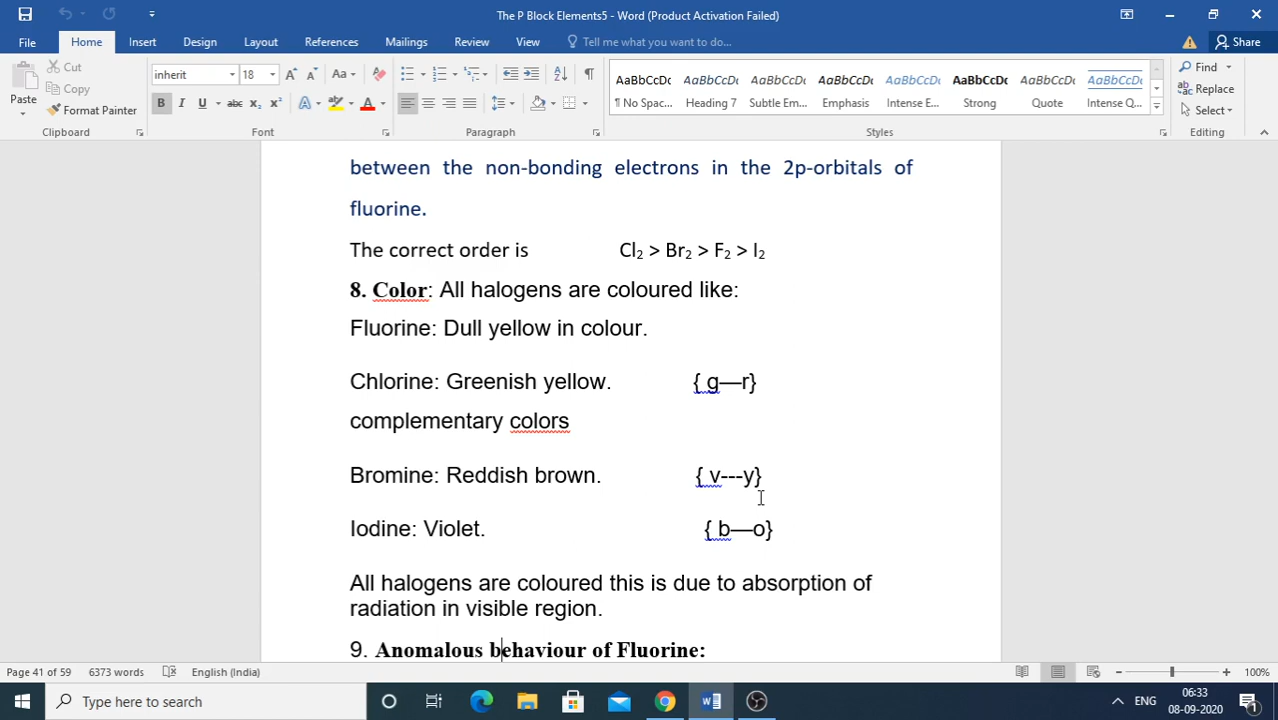 The P Block Elements5 - Word (Product Activation Failed)
File Home Insert Design Layout References Mailings Review View Tell me what you want to do... Share
Cut
Copy
Format Painter
Paste
inherit 18
AaBbCcDc AaBbCcDc AaBbCcDc AaBbCcDc AaBbCcDc AaBbCcDc AaBbCcDc AaBbCcDc
¶ No Spac... Heading 7 Subtle Em... Emphasis Intense E... Strong Quote Intense Q...
Find
Replace
Select
Clipboard Font Paragraph Styles Editing
between the non-bonding electrons in the 2p-orbitals of
fluorine.
The correct order is Cl₂ > Br₂ > F₂ > I₂
8. Color: All halogens are coloured like:
Fluorine: Dull yellow in colour.
Chlorine: Greenish yellow. { g—r}
complementary colors
Bromine: Reddish brown. { v---y}
Iodine: Violet. { b—o}
All halogens are coloured this is due to absorption of
radiation in visible region.
9. Anomalous behaviour of Fluorine:
Page 41 of 59 6373 words English (India) 100%
Type here to search
ENG
06:33
08-09-2020
1